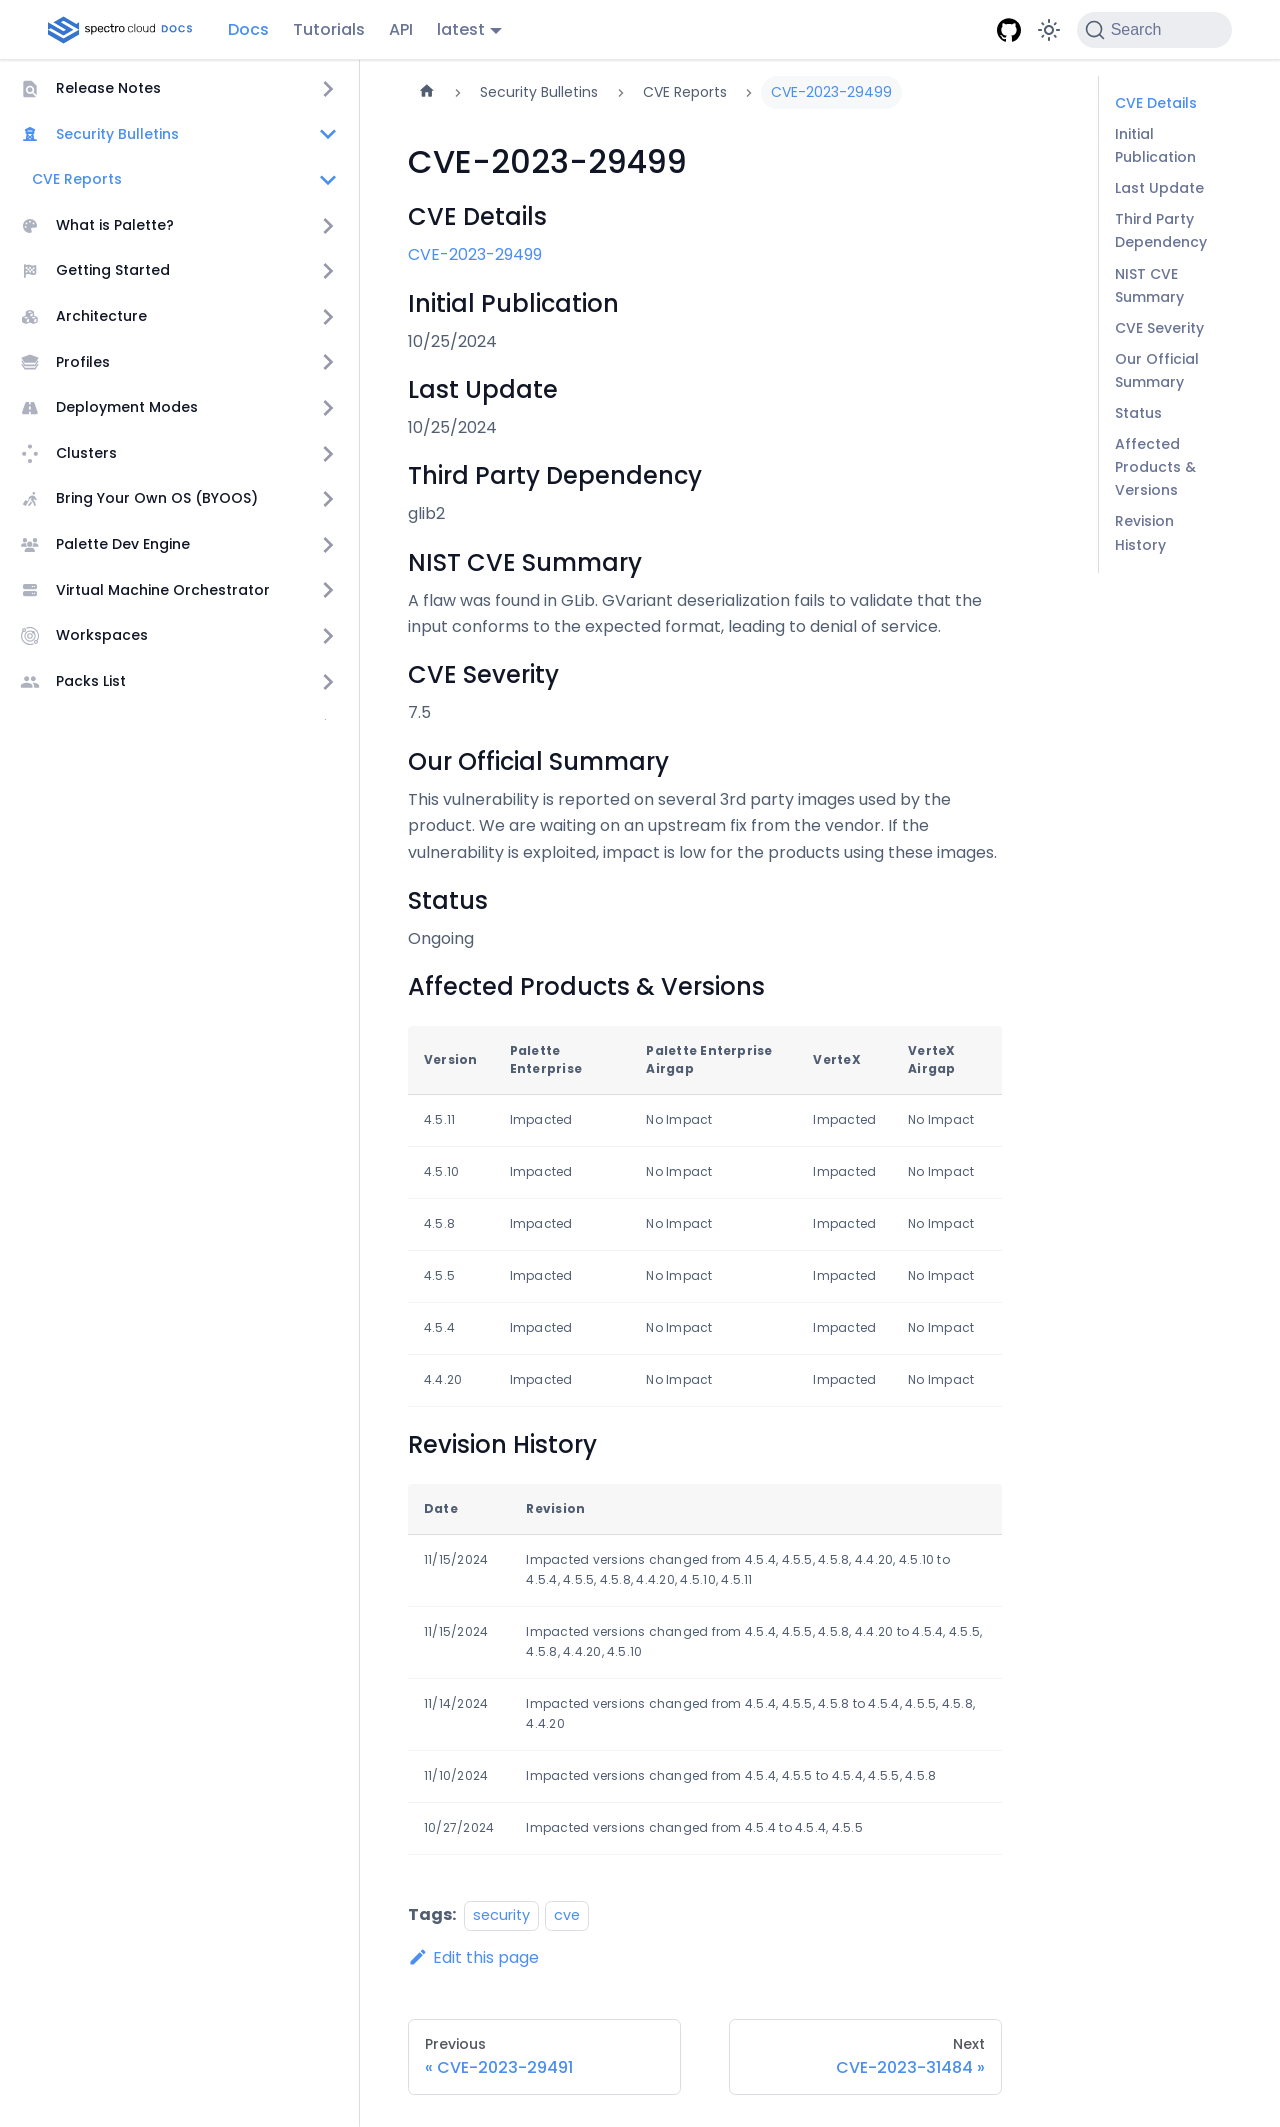 spectro cloud DOCS
Docs
Tutorials
API
latest
Search
Release Notes
Security Bulletins
CVE Reports
What is Palette?
Getting Started
Architecture
Profiles
Deployment Modes
Clusters
Bring Your Own OS (BYOOS)
Palette Dev Engine
Virtual Machine Orchestrator
Workspaces
Packs List
Security Bulletins
CVE Reports
CVE-2023-29499
CVE-2023-29499
CVE Details
CVE-2023-29499
Initial Publication
10/25/2024
Last Update
10/25/2024
Third Party Dependency
glib2
NIST CVE Summary
A flaw was found in GLib. GVariant deserialization fails to validate that the
input conforms to the expected format, leading to denial of service.
CVE Severity
7.5
Our Official Summary
This vulnerability is reported on several 3rd party images used by the
product. We are waiting on an upstream fix from the vendor. If the
vulnerability is exploited, impact is low for the products using these images.
Status
Ongoing
Affected Products & Versions
Version Palette Enterprise Palette Enterprise Airgap VerteX VerteX Airgap
4.5.11 Impacted No Impact Impacted No Impact
4.5.10 Impacted No Impact Impacted No Impact
4.5.8 Impacted No Impact Impacted No Impact
4.5.5 Impacted No Impact Impacted No Impact
4.5.4 Impacted No Impact Impacted No Impact
4.4.20 Impacted No Impact Impacted No Impact
Revision History
Date Revision
11/15/2024 Impacted versions changed from 4.5.4, 4.5.5, 4.5.8, 4.4.20, 4.5.10 to
4.5.4, 4.5.5, 4.5.8, 4.4.20, 4.5.10, 4.5.11
11/15/2024 Impacted versions changed from 4.5.4, 4.5.5, 4.5.8, 4.4.20 to 4.5.4, 4.5.5,
4.5.8, 4.4.20, 4.5.10
11/14/2024 Impacted versions changed from 4.5.4, 4.5.5, 4.5.8 to 4.5.4, 4.5.5, 4.5.8,
4.4.20
11/10/2024 Impacted versions changed from 4.5.4, 4.5.5 to 4.5.4, 4.5.5, 4.5.8
10/27/2024 Impacted versions changed from 4.5.4 to 4.5.4, 4.5.5
Tags: security cve
Edit this page
Previous
« CVE-2023-29491
Next
CVE-2023-31484 »
CVE Details
Initial
Publication
Last Update
Third Party
Dependency
NIST CVE
Summary
CVE Severity
Our Official
Summary
Status
Affected
Products &
Versions
Revision
History